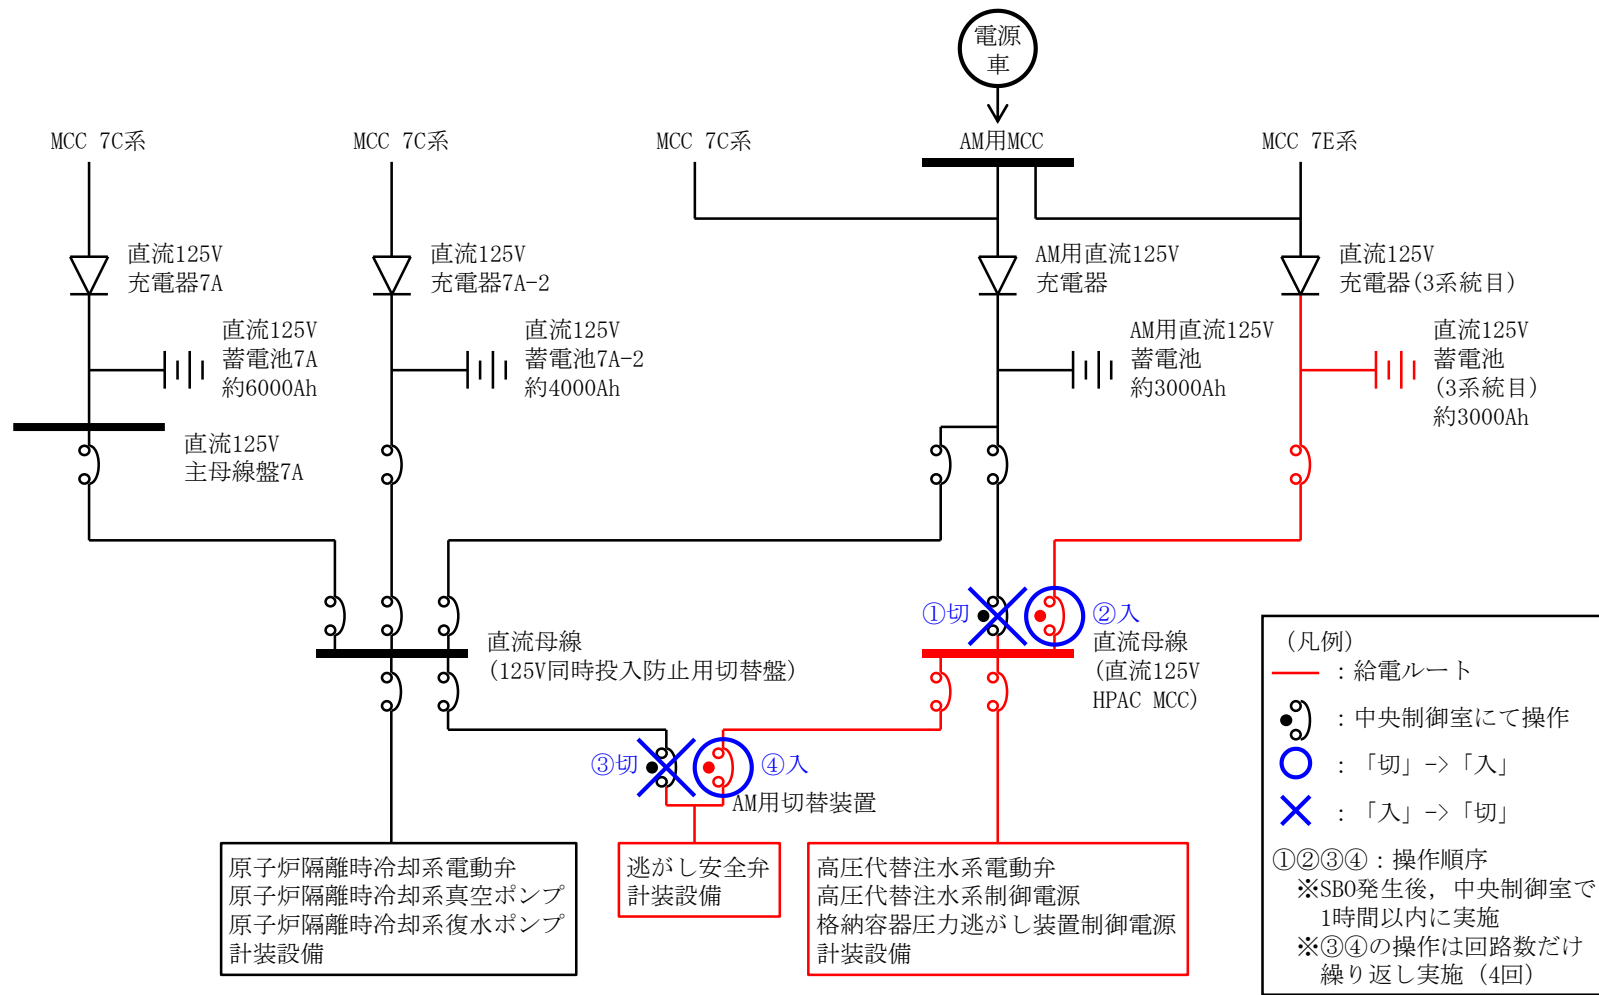 電源
車
MCC 7C系
MCC 7C系
MCC 7C系
AM用MCC
MCC 7E系
直流125V
充電器7A
直流125V
充電器7A-2
AM用直流125V
充電器
直流125V
充電器(3系統目)
直流125V
蓄電池7A
約6000Ah
直流125V
蓄電池7A-2
約4000Ah
AM用直流125V
蓄電池
約3000Ah
直流125V
蓄電池
(3系統目)
約3000Ah
直流125V
主母線盤7A
①切
②入
直流母線
(125V同時投入防止用切替盤)
直流母線
(直流125V
HPAC MCC)
③切
④入
AM用切替装置
原子炉隔離時冷却系電動弁
原子炉隔離時冷却系真空ポンプ
原子炉隔離時冷却系復水ポンプ
計装設備
逃がし安全弁
計装設備
高圧代替注水系電動弁
高圧代替注水系制御電源
格納容器圧力逃がし装置制御電源
計装設備
(凡例)
：給電ルート
：中央制御室にて操作
：「切」->「入」
：「入」->「切」
①②③④：操作順序
※SBO発生後，中央制御室で
1時間以内に実施
※③④の操作は回路数だけ
繰り返し実施（4回）